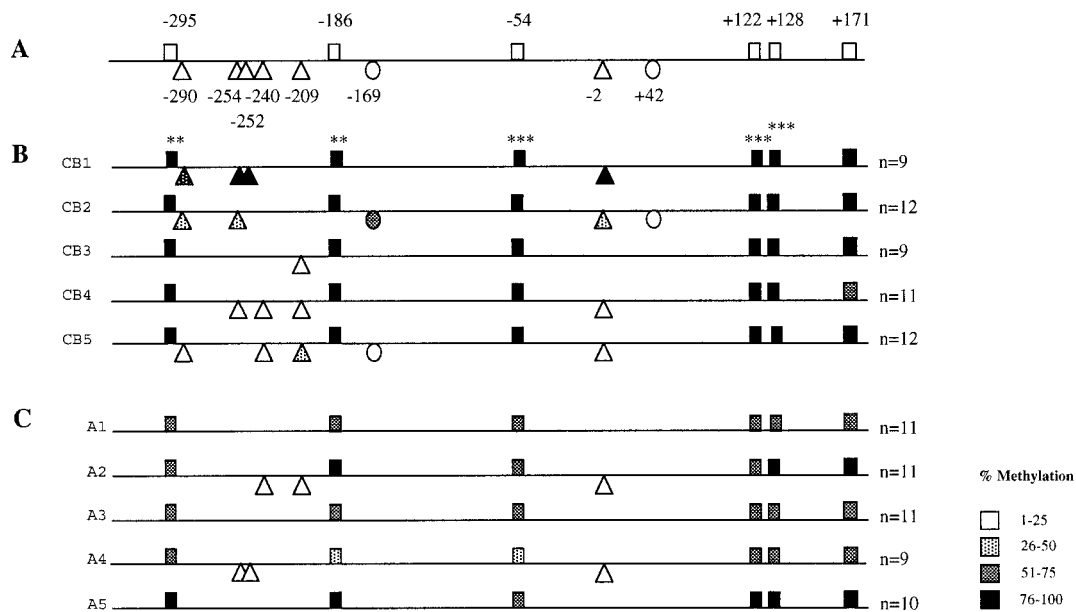 -295 -186 -54 +122 +128 +171
A
-290 -254 -240 -209 -169 -2 +42
-252
** ** *** *** ***
B
CB1 n=9
CB2 n=12
CB3 n=9
CB4 n=11
CB5 n=12
C
A1 n=11
A2 n=11
A3 n=11
A4 n=9
A5 n=10
% Methylation
1-25
26-50
51-75
76-100